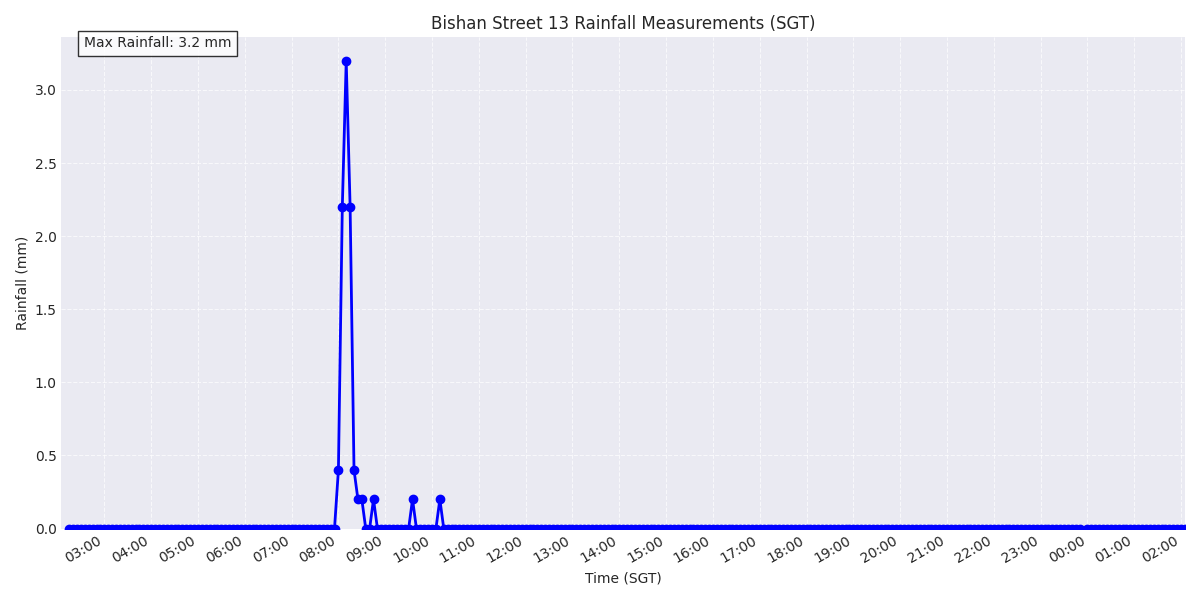 Bishan Street 13 Rainfall Measurements (SGT)
Max Rainfall: 3.2 mm
Rainfall (mm)
3.0
2.5
2.0
1.5
1.0
0.5
0.0
03:00 04:00 05:00 06:00 07:00 08:00 09:00 10:00 11:00 12:00 13:00 14:00 15:00 16:00 17:00 18:00 19:00 20:00 21:00 22:00 23:00 00:00 01:00 02:00
Time (SGT)